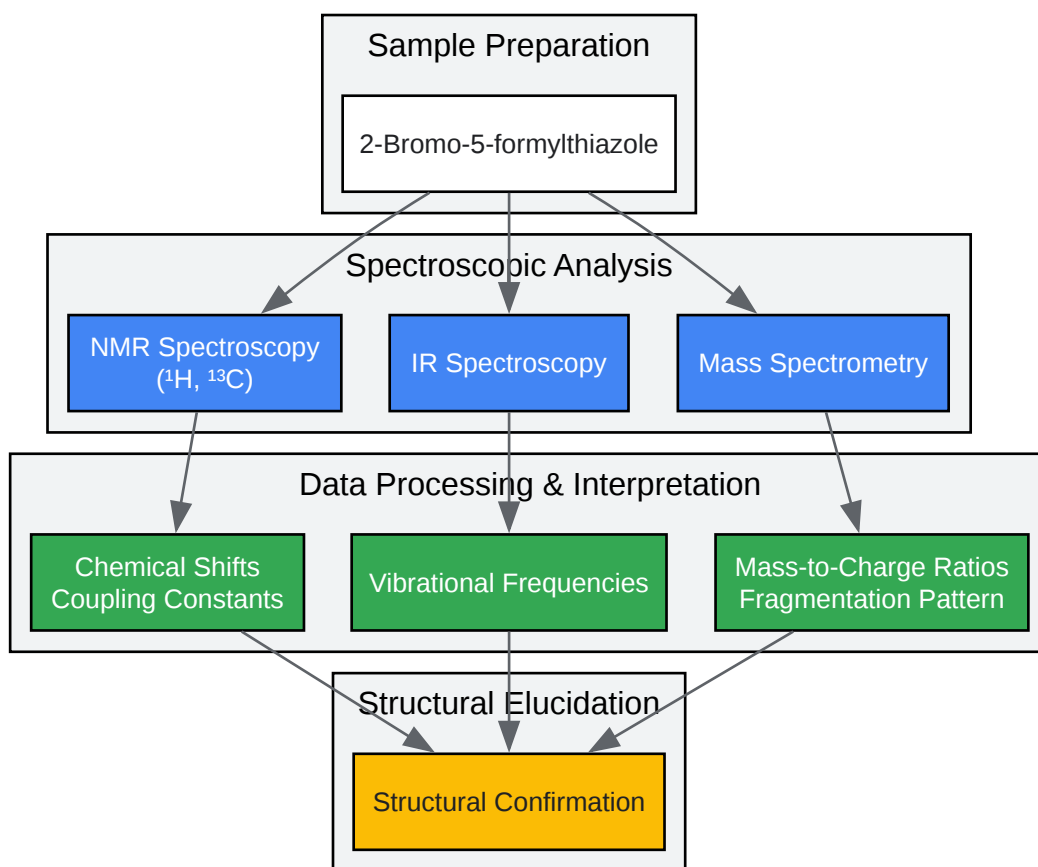 Sample Preparation
2-Bromo-5-formylthiazole
Spectroscopic Analysis
NMR Spectroscopy
(¹H, ¹³C)
IR Spectroscopy
Mass Spectrometry
Data Processing & Interpretation
Chemical Shifts
Coupling Constants
Vibrational Frequencies
Mass-to-Charge Ratios
Fragmentation Pattern
Structural Elucidation
Structural Confirmation